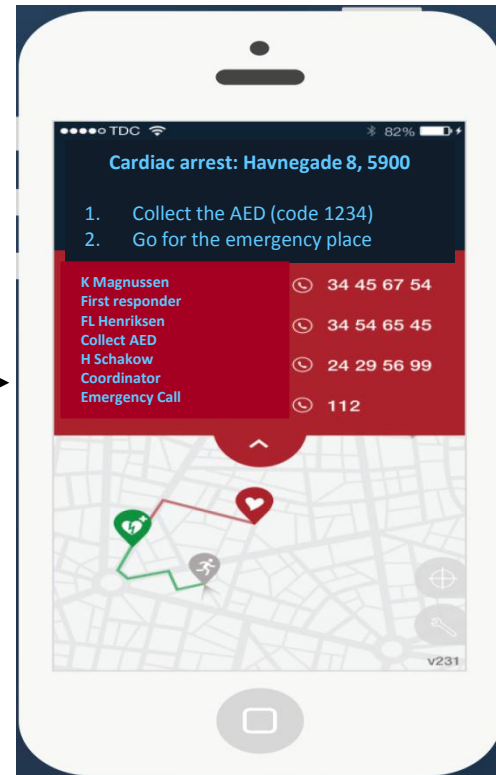 TDC 82%
Cardiac arrest: Havnegade 8, 5900
1. Collect the AED (code 1234)
2. Go for the emergency place
K Magnussen
First responder
34 45 67 54
FL Henriksen
Collect AED
34 54 65 45
H Schakow
Coordinator
24 29 56 99
Emergency Call
112
v231